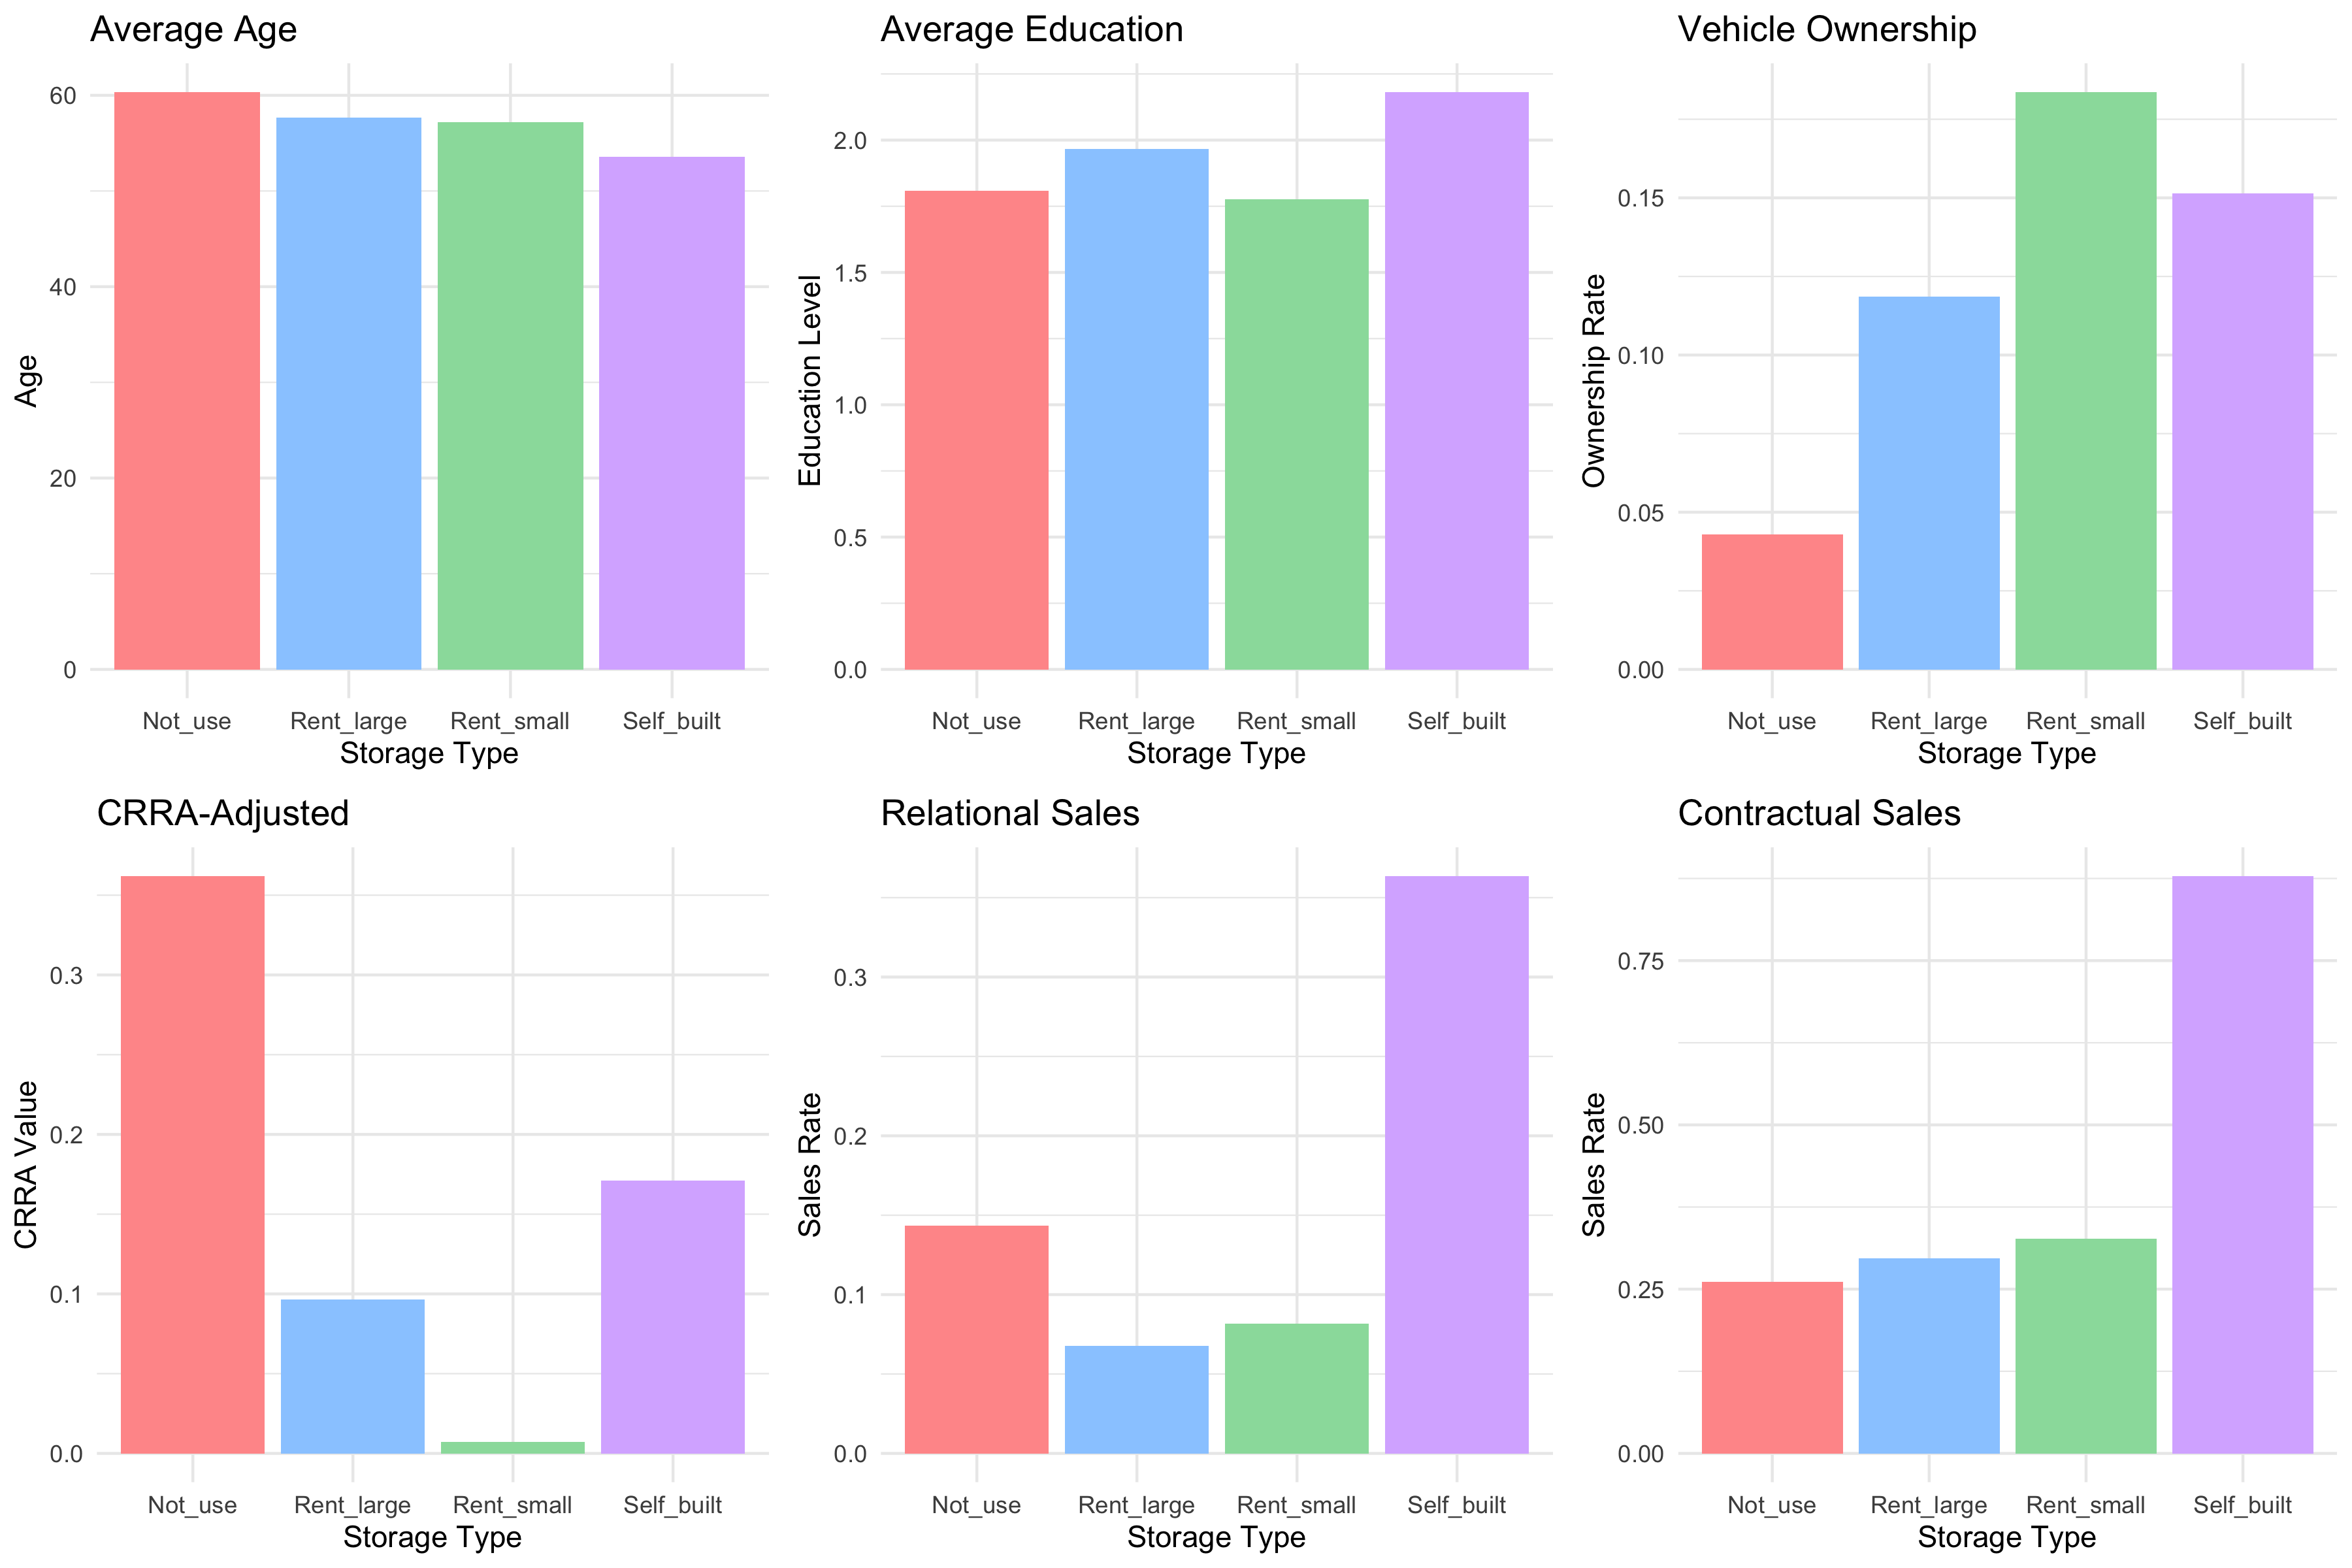 Average Age
Age
60
40
20
0
Not_use Rent_large Rent_small Self_built
Storage Type
Average Education
Education Level
2.0
1.5
1.0
0.5
0.0
Not_use Rent_large Rent_small Self_built
Storage Type
Vehicle Ownership
Ownership Rate
0.15
0.10
0.05
0.00
Not_use Rent_large Rent_small Self_built
Storage Type
CRRA-Adjusted
CRRA Value
0.3
0.2
0.1
0.0
Not_use Rent_large Rent_small Self_built
Storage Type
Relational Sales
Sales Rate
0.3
0.2
0.1
0.0
Not_use Rent_large Rent_small Self_built
Storage Type
Contractual Sales
Sales Rate
0.75
0.50
0.25
0.00
Not_use Rent_large Rent_small Self_built
Storage Type